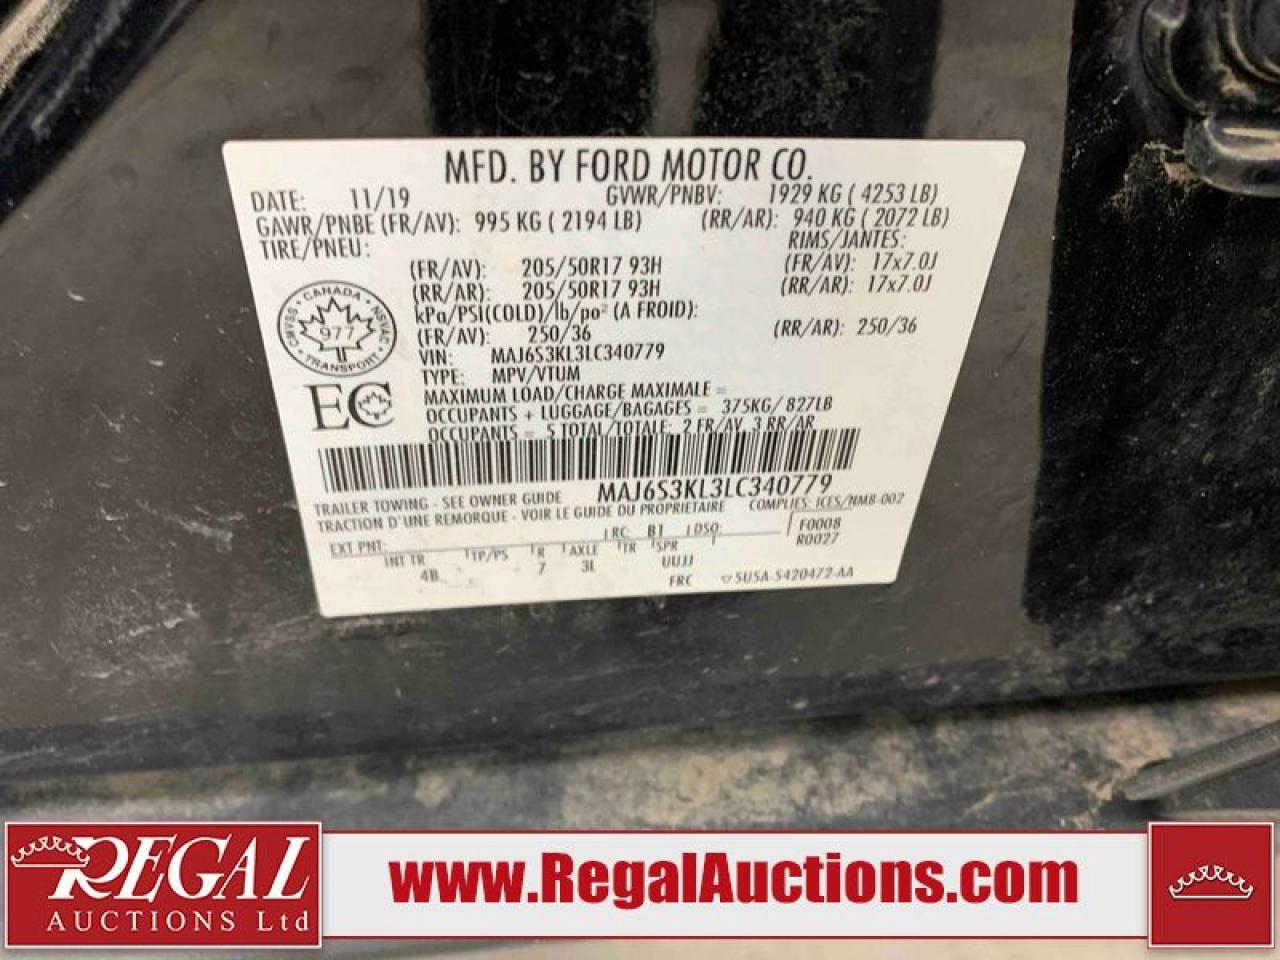 MFD. BY FORD MOTOR CO.
DATE: 11/19 GVWR/PNBV: 1929 KG ( 4253 LB)
GAWR/PNBE (FR/AV): 995 KG ( 2194 LB) (RR/AR): 940 KG ( 2072 LB)
TIRE/PNEU: RIMS/JANTES:
(FR/AV): 205/50R17 93H (FR/AV): 17x7.0J
(RR/AR): 205/50R17 93H (RR/AR): 17x7.0J
kPa/PSI(COLD)/lb/po² (A FROID):
(FR/AV): 250/36 (RR/AR): 250/36
CANADA
CMVSS NSVAC
977
TRANSPORT
VIN: MAJ6S3KL3LC340779
TYPE: MPV/VTUM
EC
MAXIMUM LOAD/CHARGE MAXIMALE =
OCCUPANTS + LUGGAGE/BAGAGES = 375KG/ 827LB
OCCUPANTS = 5 TOTAL/TOTALE: 2 FR/AV 3 RR/AR
MAJ6S3KL3LC340779
TRAILER TOWING - SEE OWNER GUIDE COMPLIES: ICES/NMB-002
TRACTION D'UNE REMORQUE - VOIR LE GUIDE DU PROPRIETAIRE
EXT PNT: RC: B1 DSO: F0008
R0027
INT TR TP/PS R AXLE TR SPR
4B 7 3L UUJJ
FRC 5U5A-5420472-AA
REGAL
AUCTIONS Ltd
www.RegalAuctions.com